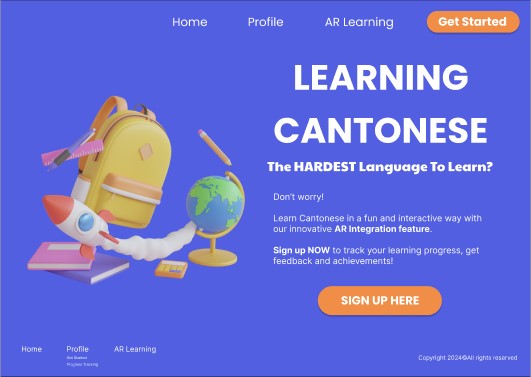 Home Profile AR Learning Get Started
LEARNING
CANTONESE
The HARDEST Language To Learn?
Don't worry!
Learn Cantonese in a fun and interactive way with
our innovative AR Integration feature.
Sign up NOW to track your learning progress, get
feedback and achievements!
SIGN UP HERE
Home Profile AR Learning
Get Started
Progress Tracking
Copyright 2024©All rights reserved